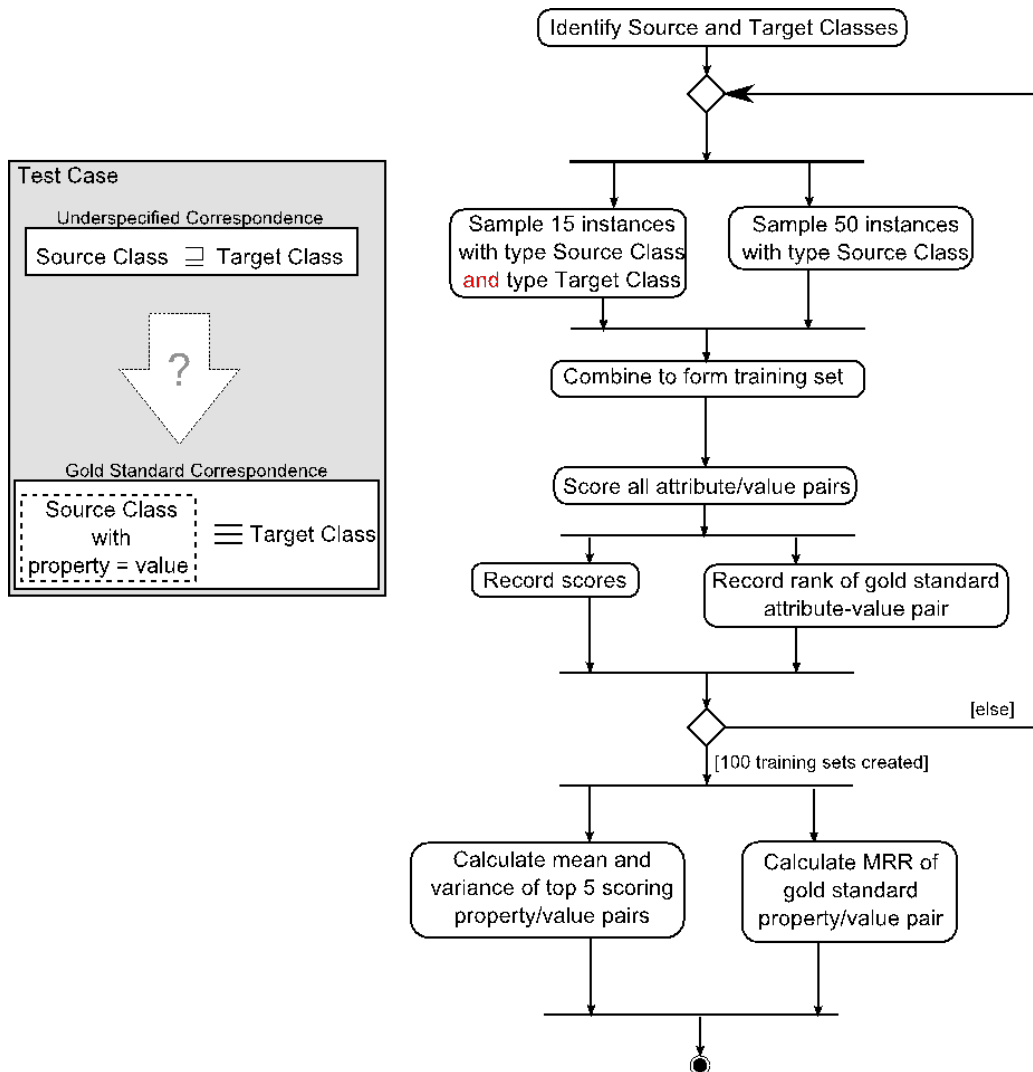 Identify Source and Target Classes
Test Case
Underspecified Correspondence
Source Class ⊒ Target Class
?
Gold Standard Correspondence
Source Class
with
property = value
≡ Target Class
Sample 15 instances
with type Source Class
and type Target Class
Sample 50 instances
with type Source Class
Combine to form training set
Score all attribute/value pairs
Record scores
Record rank of gold standard
attribute-value pair
[else]
[100 training sets created]
Calculate mean and
variance of top 5 scoring
property/value pairs
Calculate MRR of
gold standard
property/value pair